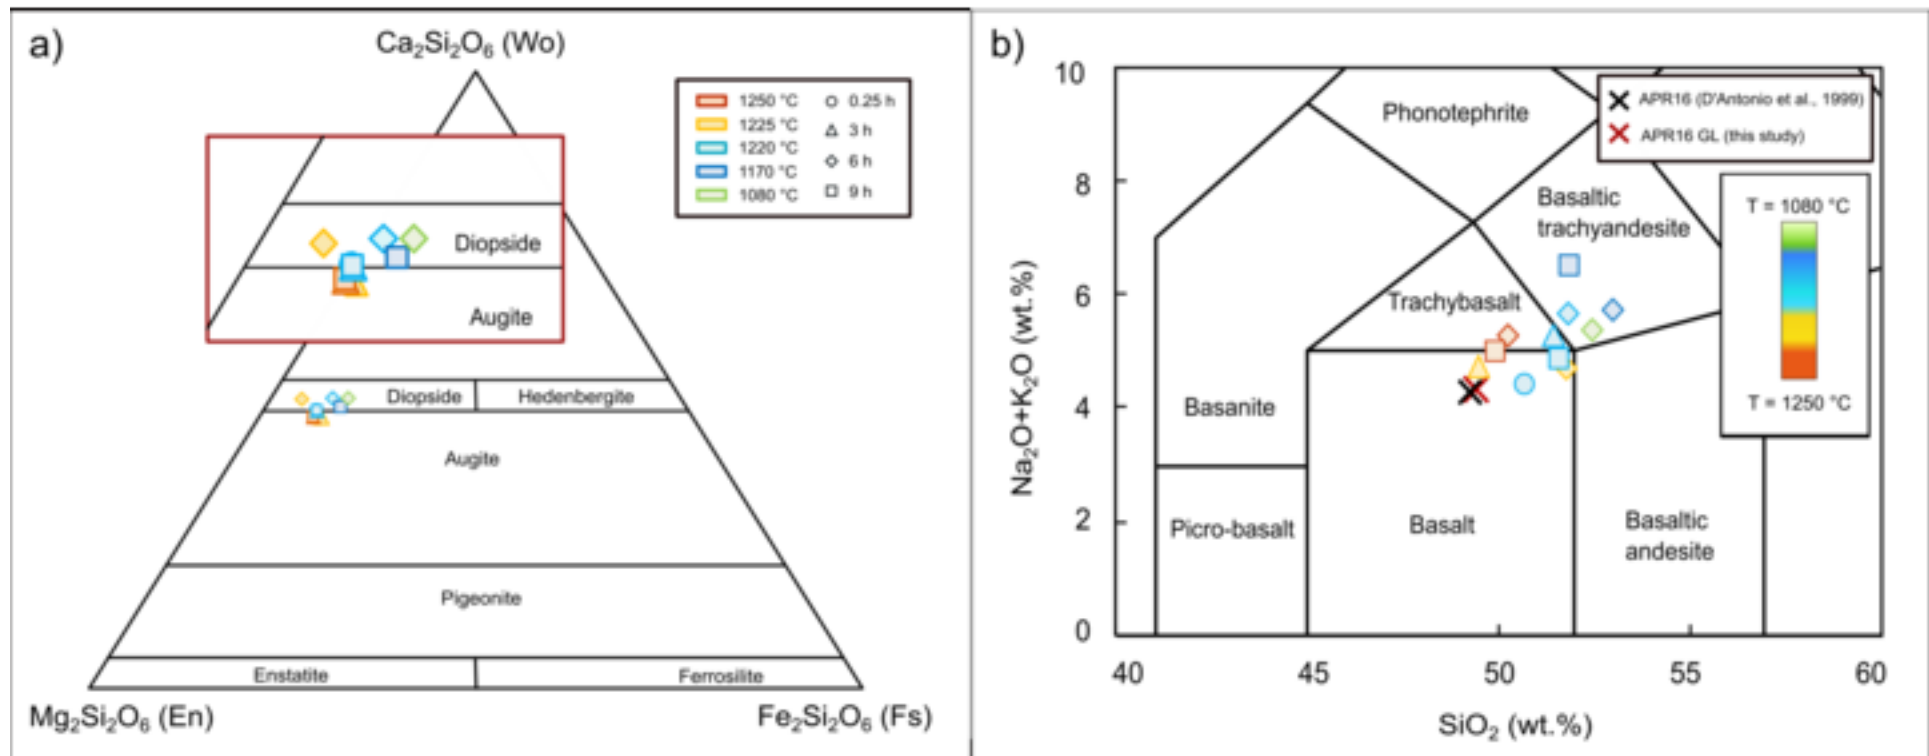 a)
Ca₂Si₂O₆ (Wo)
1250 °C
0.25 h
1225 °C
3 h
1220 °C
6 h
1170 °C
9 h
1080 °C
Diopside
Augite
Diopside
Hedenbergite
Augite
Pigeonite
Enstatite
Ferrosilite
Mg₂Si₂O₆ (En)
Fe₂Si₂O₆ (Fs)
b)
10
8
6
4
2
0
Na₂O+K₂O (wt.%)
Phonotephrite
APR16 (D'Antonio et al., 1999)
APR16 GL (this study)
Basaltic
trachyandesite
T = 1080 °C
T = 1250 °C
Trachybasalt
Basanite
Picro-basalt
Basalt
Basaltic
andesite
40
45
50
55
60
SiO₂ (wt.%)